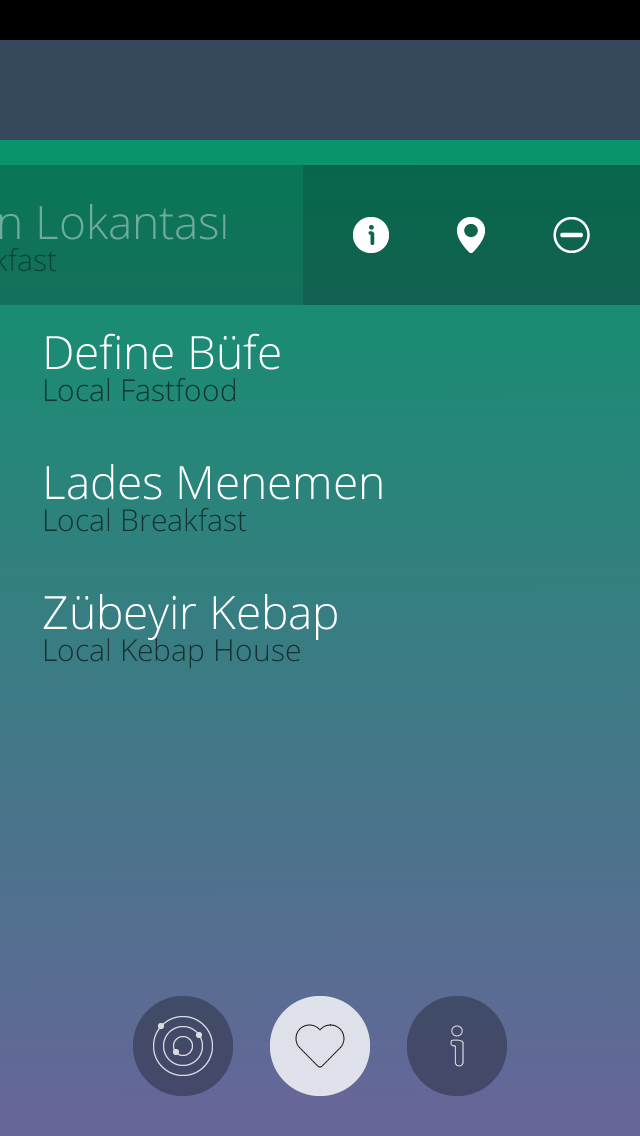 n Lokantası
kfast
Define Büfe
Local Fastfood
Lades Menemen
Local Breakfast
Zübeyir Kebap
Local Kebap House